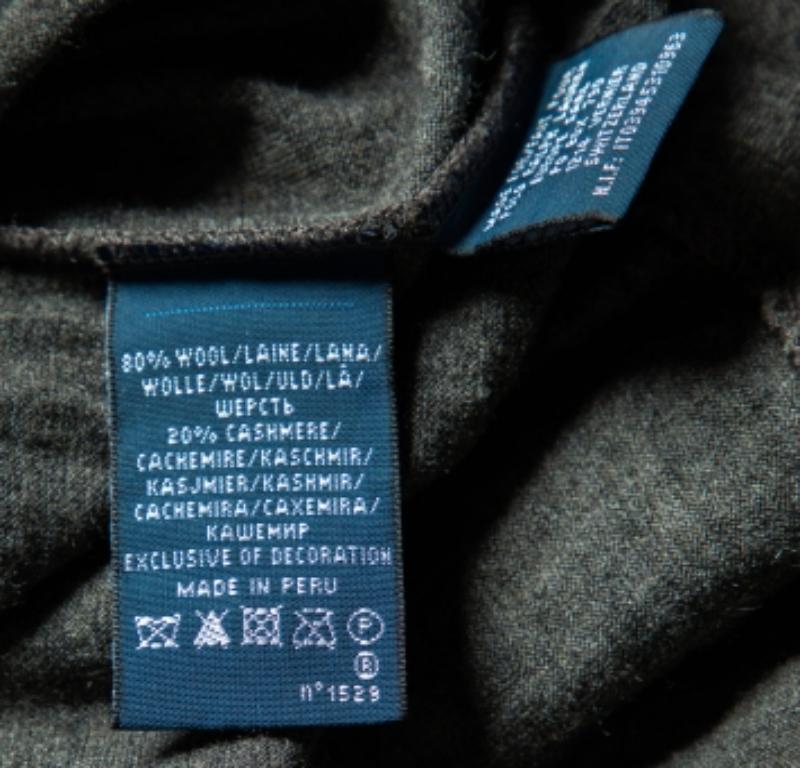 80% WOOL/LAINE/LANA/
WOLLE/WOL/ULD/LÃ/
ШЕРСТЬ
20% CASHMERE/
CACHEMIRE/KASCHMIR/
KASJMIER/KASHMIR/
CACHEMIRA/CAXEMIRA/
КАШЕМИР
EXCLUSIVE OF DECORATION
MADE IN PERU
P
R
n°1529
SWITZERLAND
N.I.F: IT03945310963